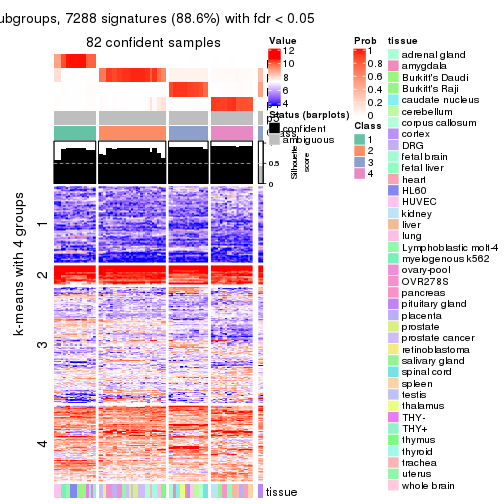 ubgroups, 7288 signatures (88.6%) with fdr < 0.05
82 confident samples
k-means with 4 groups
1
2
3
4
Value
12
10
8
6
4
Status (barplots)
confident
ambiguous
0.5
0
Silhouette
score
Prob
1
0.8
0.6
0.4
0.2
0
Class
1
2
3
4
tissue
tissue
adrenal gland
amygdala
Burkitt's Daudi
Burkitt's Raji
caudate nucleus
cerebellum
corpus callosum
cortex
DRG
fetal brain
fetal liver
heart
HL60
HUVEC
kidney
liver
lung
Lymphoblastic molt-4
myelogenous k562
ovary-pool
OVR278S
pancreas
pituitary gland
placenta
prostate
prostate cancer
retinoblastoma
salivary gland
spinal cord
spleen
testis
thalamus
THY-
THY+
thymus
thyroid
trachea
uterus
whole brain